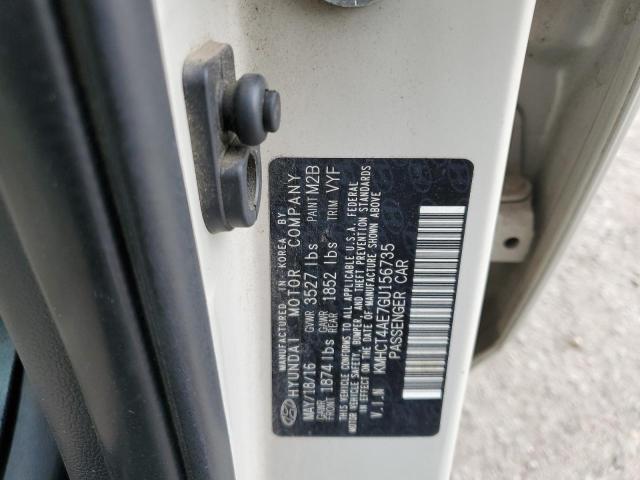 MANUFACTURED IN KOREA BY
HYUNDAI MOTOR COMPANY
MAY/18/16 GVWR 3527 lbs PAINT M2B
GAWR FRONT 1874 lbs GAWR REAR 1852 lbs TRIM VYF
THIS VEHICLE CONFORMS TO ALL APPLICABLE U.S.A. FEDERAL
MOTOR VEHICLE SAFETY, BUMPER, AND THEFT PREVENTION STANDARDS
IN EFFECT ON THE DATE OF MANUFACTURE SHOWN ABOVE
V.I.N KMHCT4AE7GU156735
PASSENGER CAR